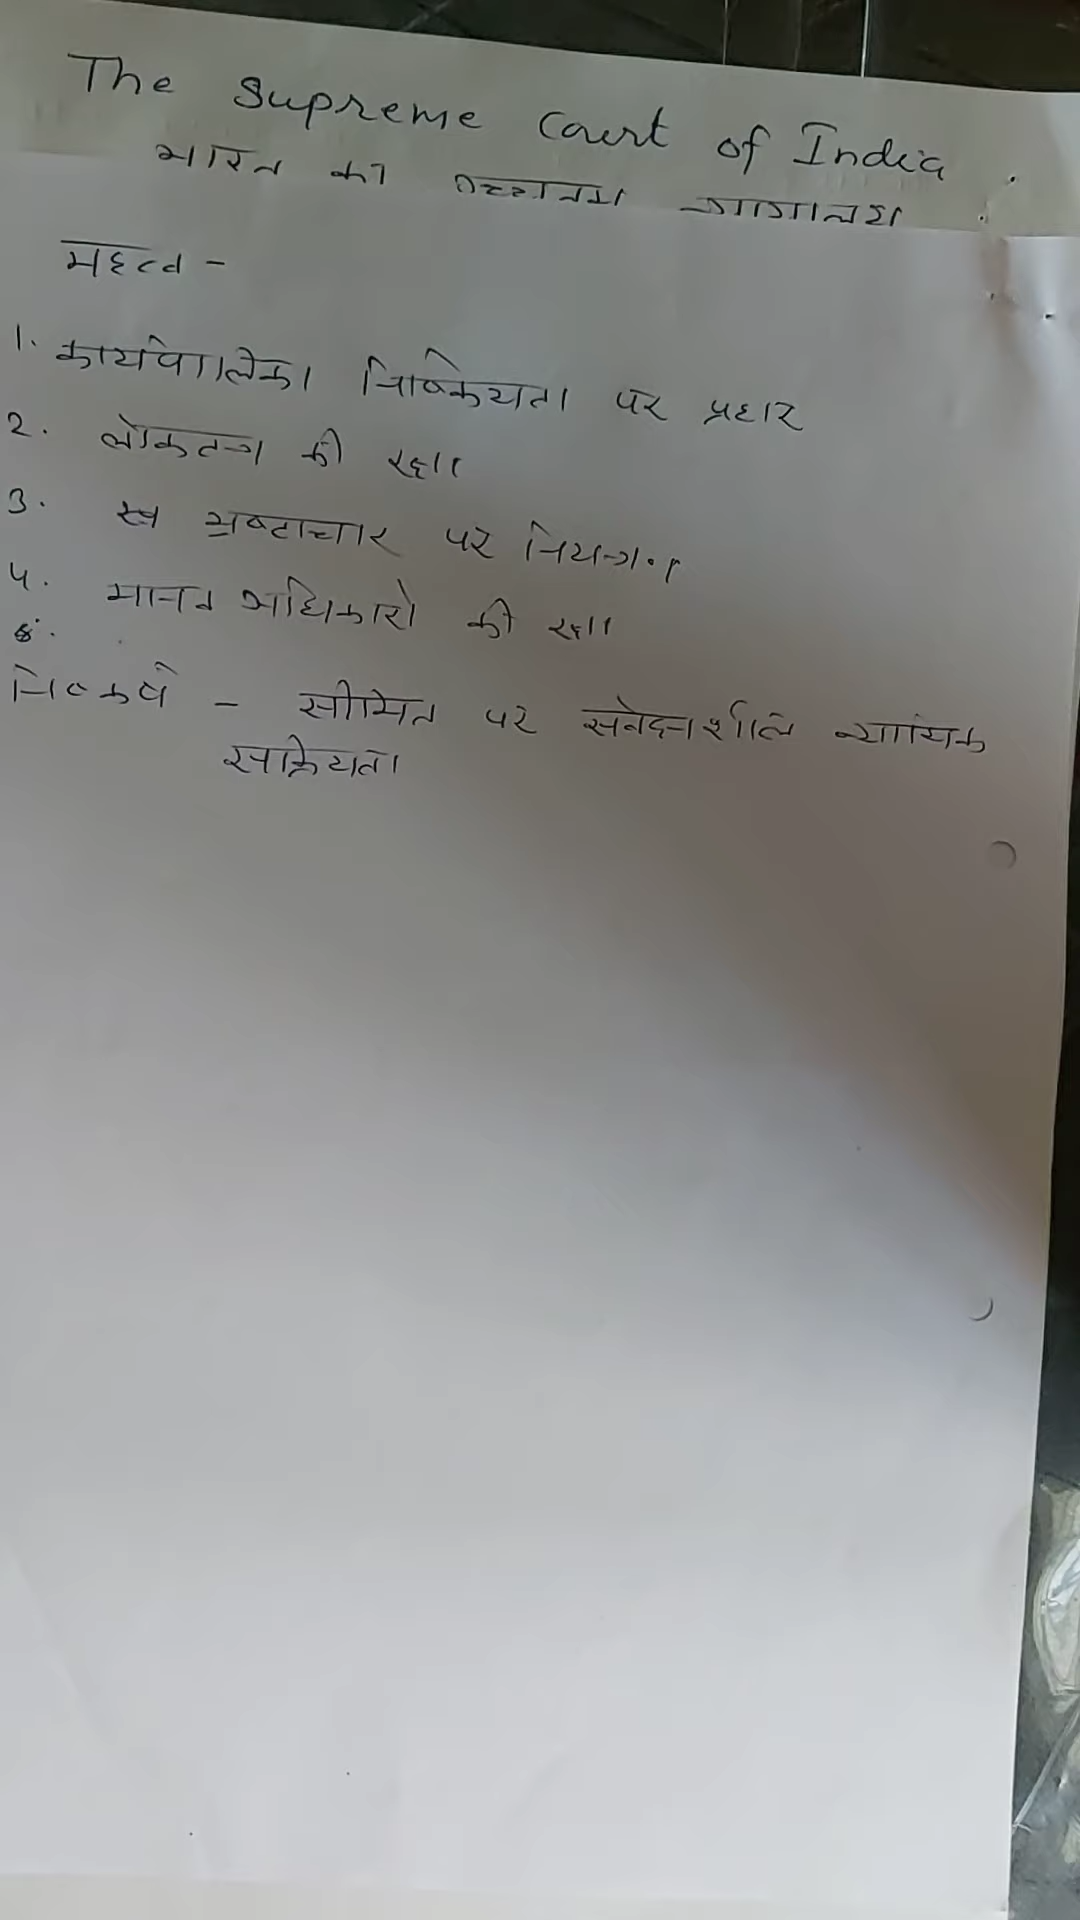 The Supreme Court of India.
भारत का उच्चतम न्यायालय.
महत्व -
1. कार्यपालिका निष्क्रियता पर प्रहार
2. लोकतन्त्र की रक्षा
3. भ्रष्टाचार पर नियन्त्रण
4. मानव अधिकारो की रक्षा
निष्कर्ष - सीमित पर सवेदनशील न्यायिक
सक्रियता